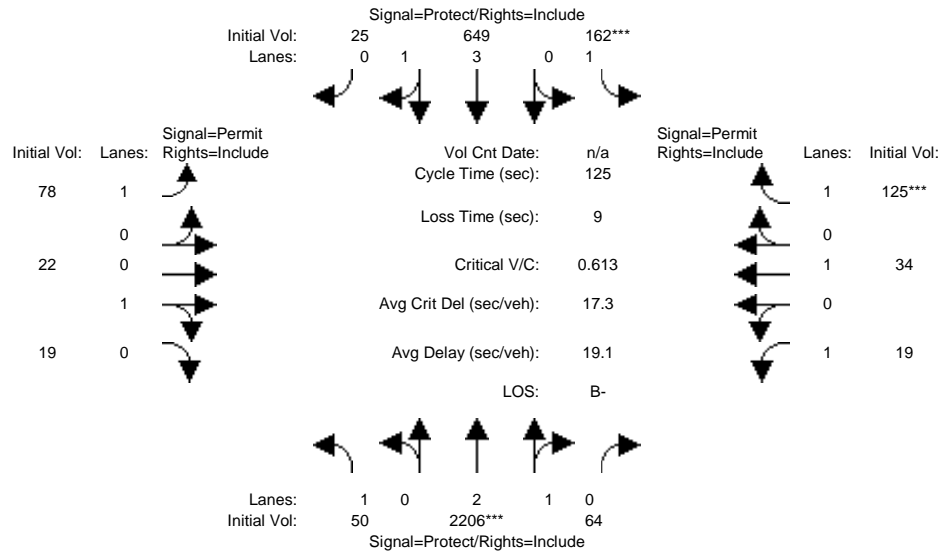 Signal=Protect/Rights=Include
Initial Vol: 25 649 162***
Lanes: 0 1 3 0 1
Signal=Permit
Initial Vol: Lanes: Rights=Include
Vol Cnt Date: n/a
Signal=Permit
Rights=Include Lanes: Initial Vol:
Cycle Time (sec): 125
78 1
1 125***
Loss Time (sec): 9
0
0
22 0
Critical V/C: 0.613
1 34
1
Avg Crit Del (sec/veh): 17.3
0
19 0
Avg Delay (sec/veh): 19.1
1 19
LOS: B-
Lanes: 1 0 2 1 0
Initial Vol: 50 2206*** 64
Signal=Protect/Rights=Include